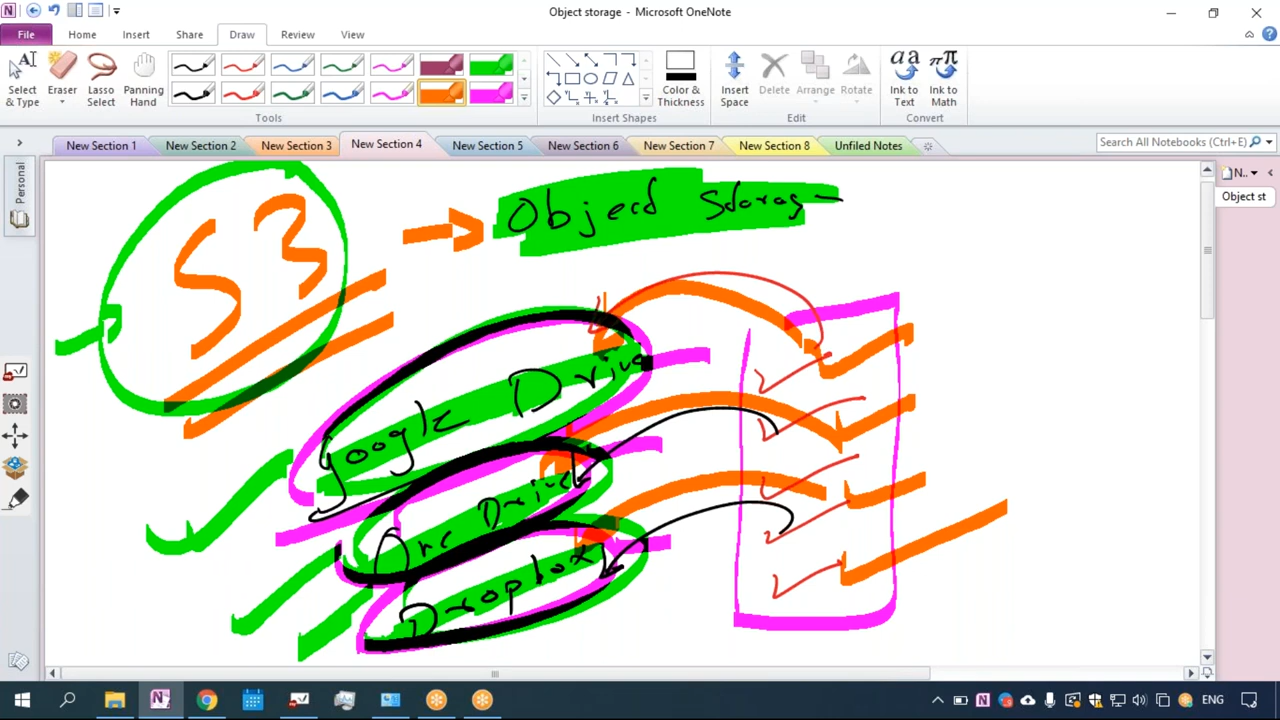 Object storage - Microsoft OneNote
File Home Insert Share Draw Review View
Select & Type
Eraser
Lasso Select
Panning Hand
Color & Thickness
Insert Space
Delete
Arrange
Rotate
Ink to Text
Ink to Math
Tools
Insert Shapes
Edit
Convert
New Section 1 New Section 2 New Section 3 New Section 4 New Section 5 New Section 6 New Section 7 New Section 8 Unfiled Notes
Search All Notebooks (Ctrl+E)
Personal
N..
Object st
S3
Object Storag
google Drive
One Drive
Dropbox
ENG